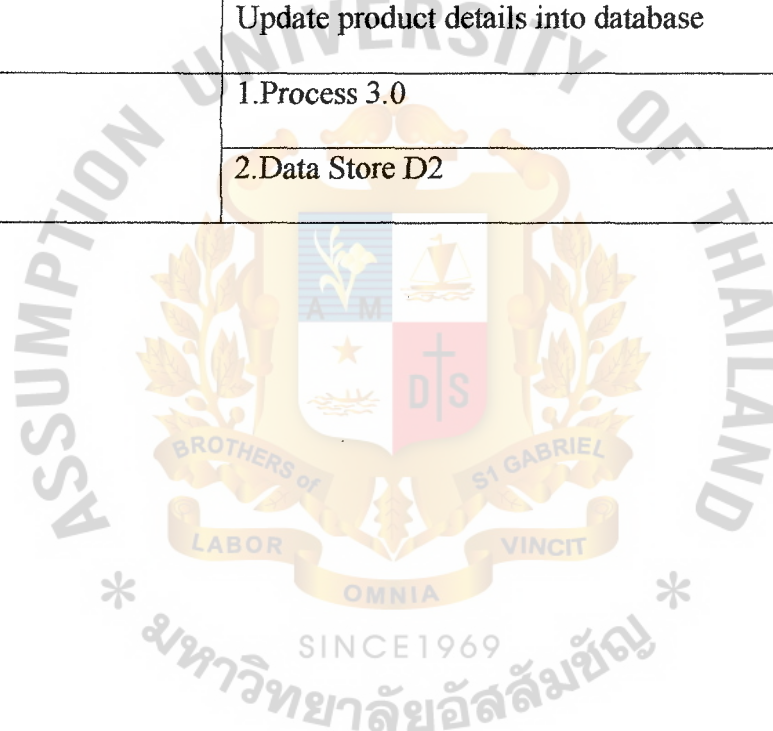 Update product details into database
1.Process 3.0
2.Data Store D2
ASSUMPTION UNIVERSITY OF THAILAND
A M
D S
BROTHERS of ST GABRIEL
LABOR
VINCIT
OMNIA
SINCE1969
มหาวิทยาลัยอัสสัมชัญ